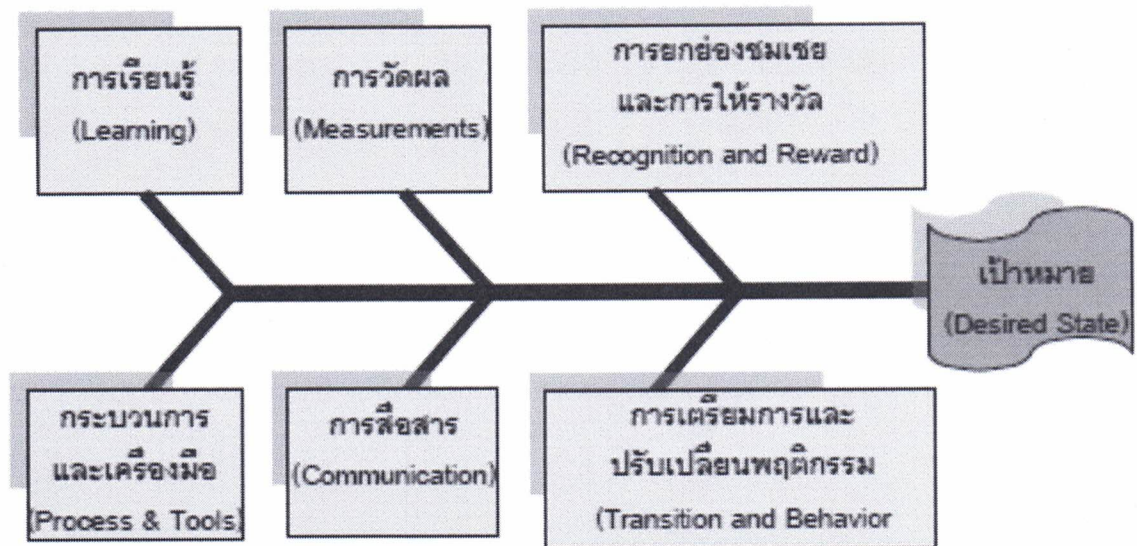 การเรียนรู้
(Learning)
การวัดผล
(Measurements)
การยกย่องชมเชย
และการให้รางวัล
(Recognition and Reward)
เป้าหมาย
(Desired State)
กระบวนการ
และเครื่องมือ
(Process & Tools)
การสื่อสาร
(Communication)
การเตรียมการและ
ปรับเปลี่ยนพฤติกรรม
(Transition and Behavior